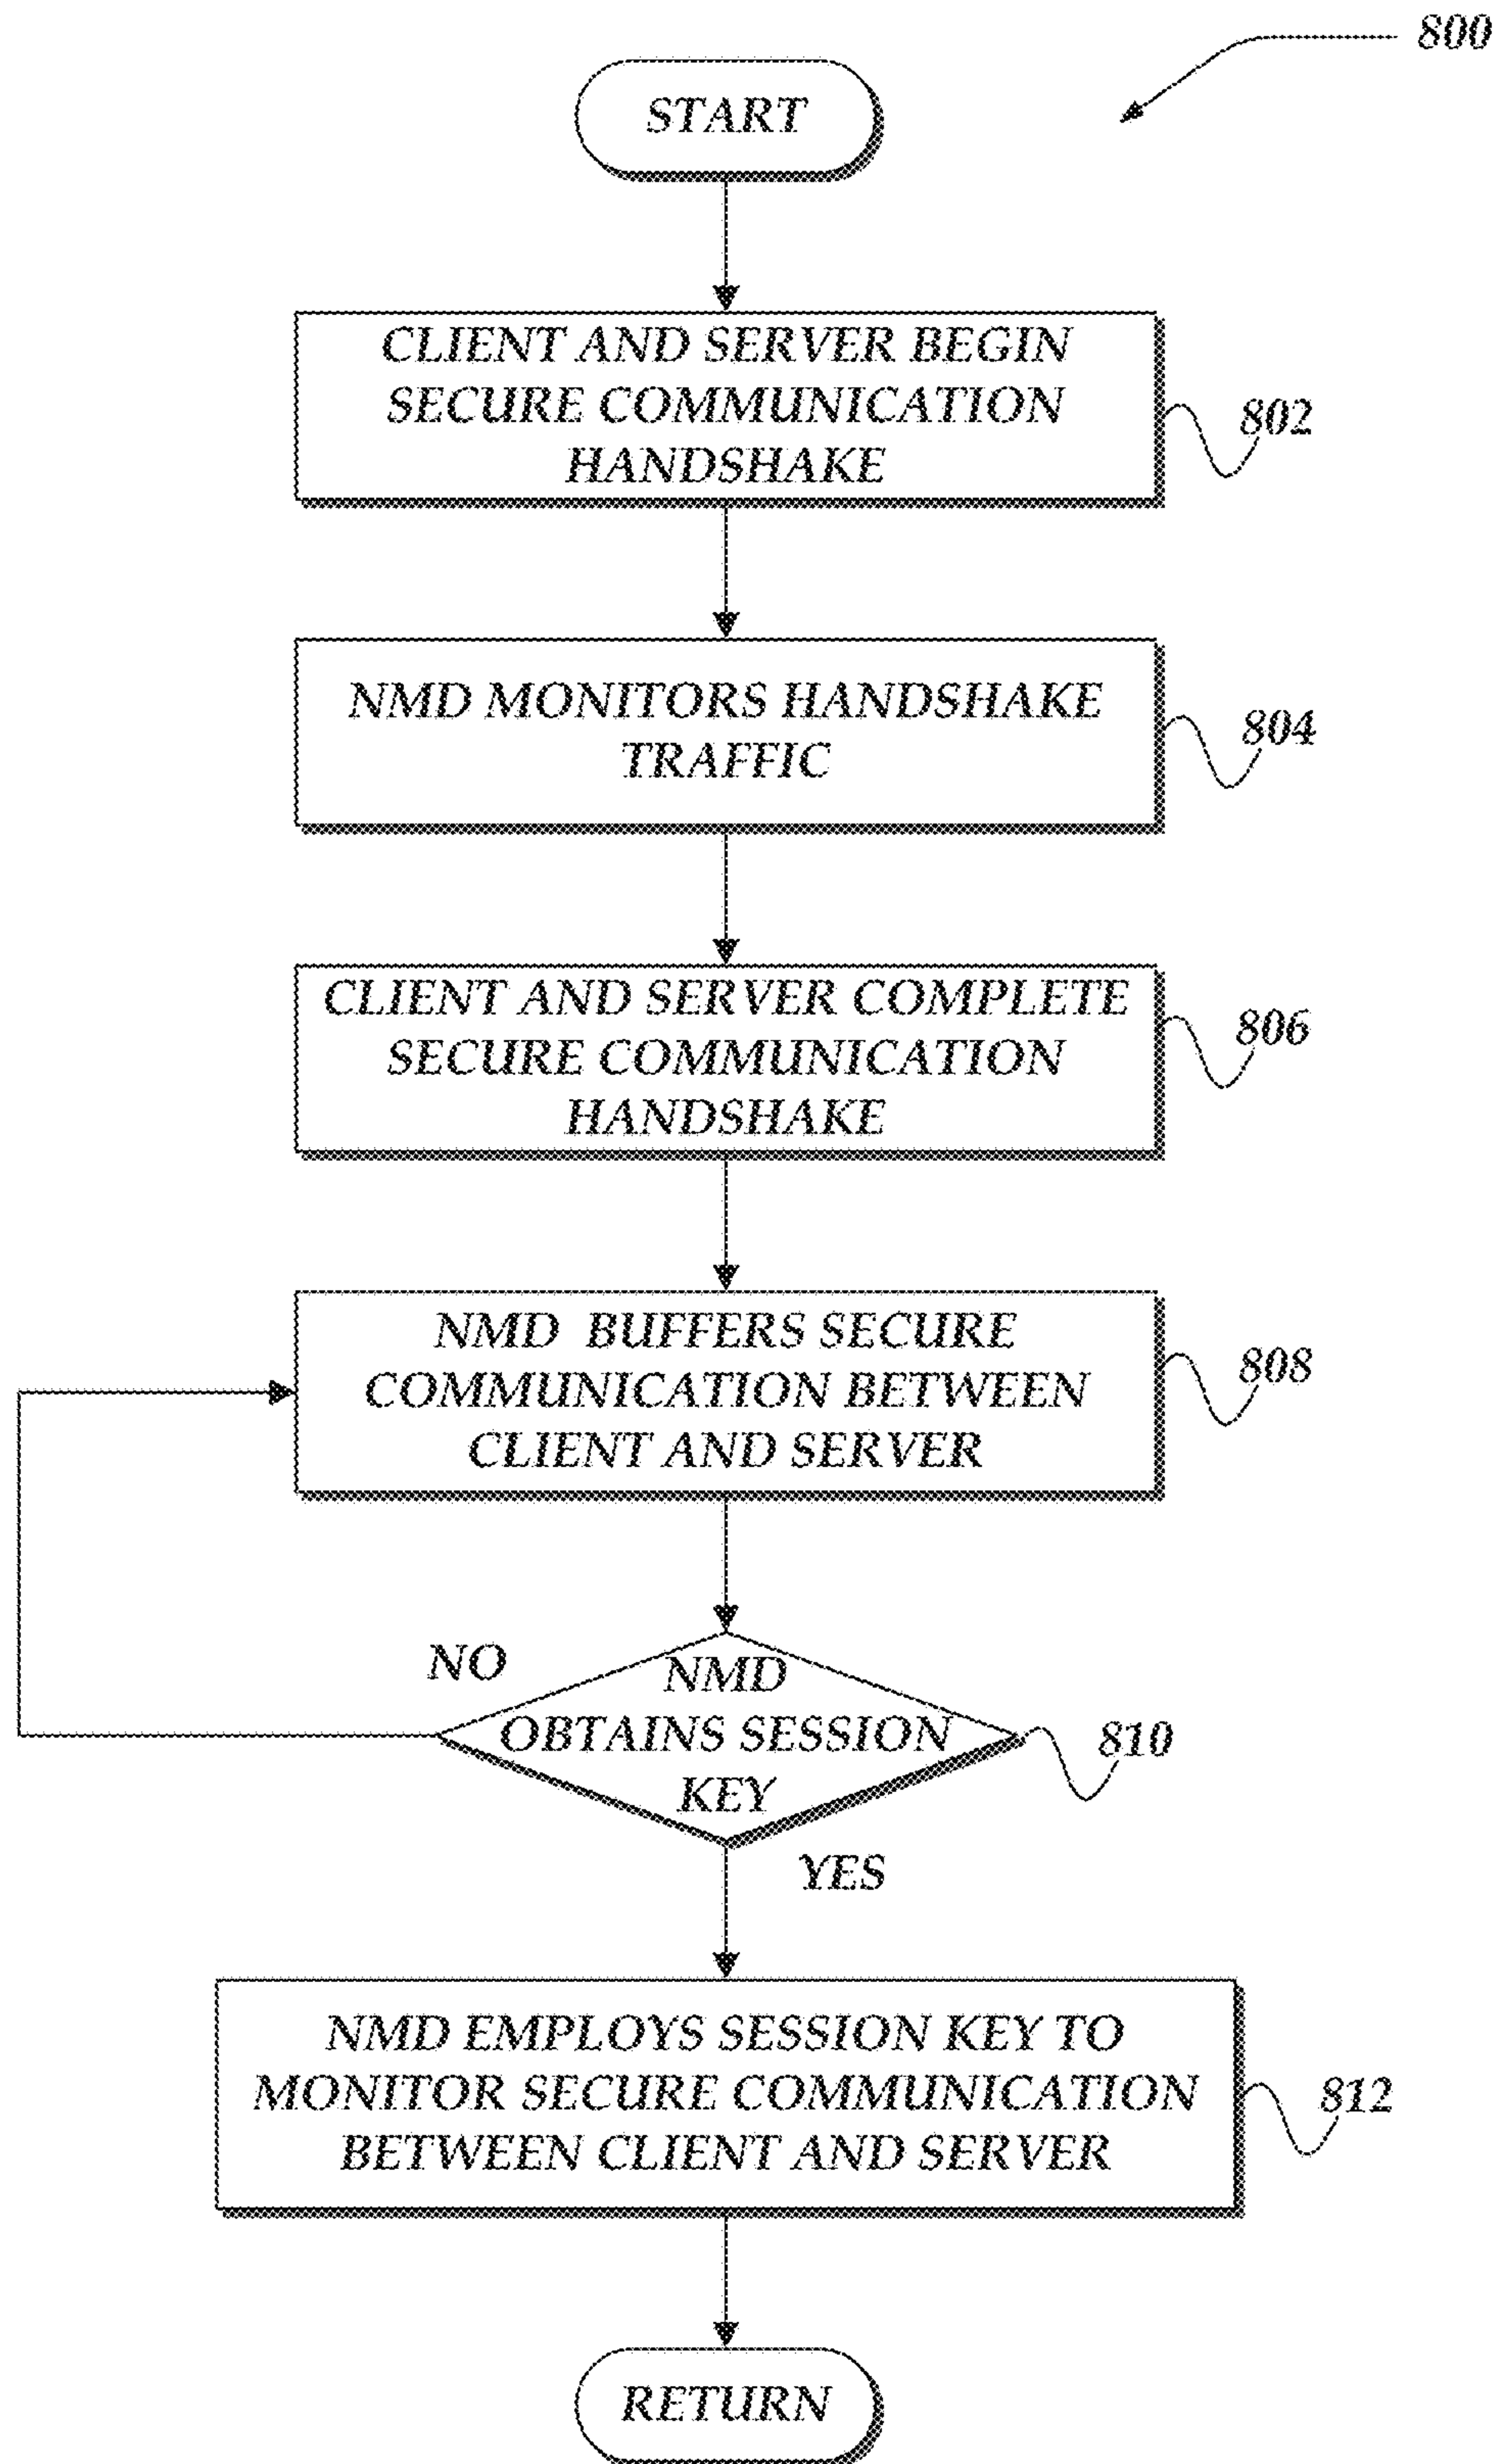 800
START
CLIENT AND SERVER BEGIN
SECURE COMMUNICATION
HANDSHAKE
802
NMD MONITORS HANDSHAKE
TRAFFIC
804
CLIENT AND SERVER COMPLETE
SECURE COMMUNICATION
HANDSHAKE
806
NMD BUFFERS SECURE
COMMUNICATION BETWEEN
CLIENT AND SERVER
808
NO
NMD
OBTAINS SESSION
KEY
810
YES
NMD EMPLOYS SESSION KEY TO
MONITOR SECURE COMMUNICATION
BETWEEN CLIENT AND SERVER
812
RETURN